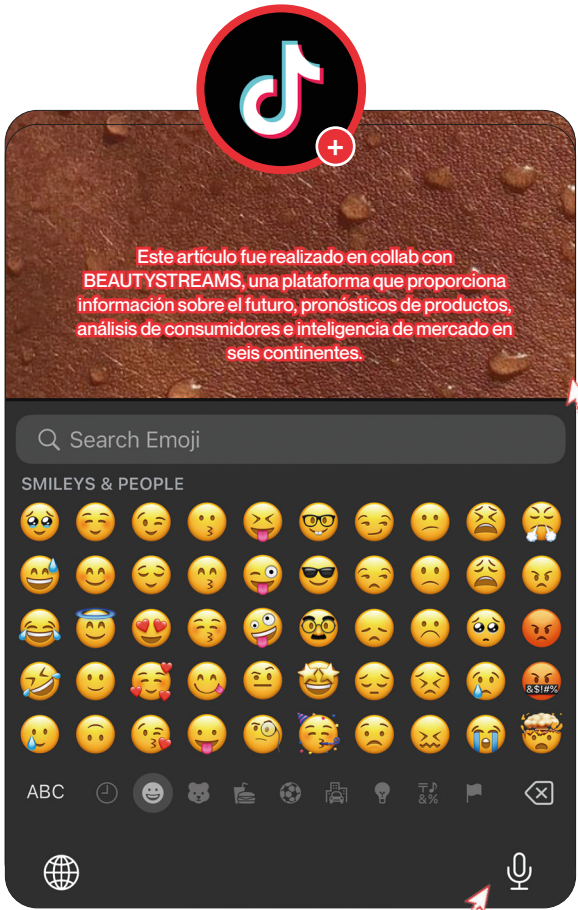 Este artículo fue realizado en collab con
BEAUTYSTREAMS, una plataforma que proporciona
información sobre el futuro, pronósticos de productos,
análisis de consumidores e inteligencia de mercado en
seis continentes.
Search Emoji
SMILEYS & PEOPLE
&$!#%
ABC
&%